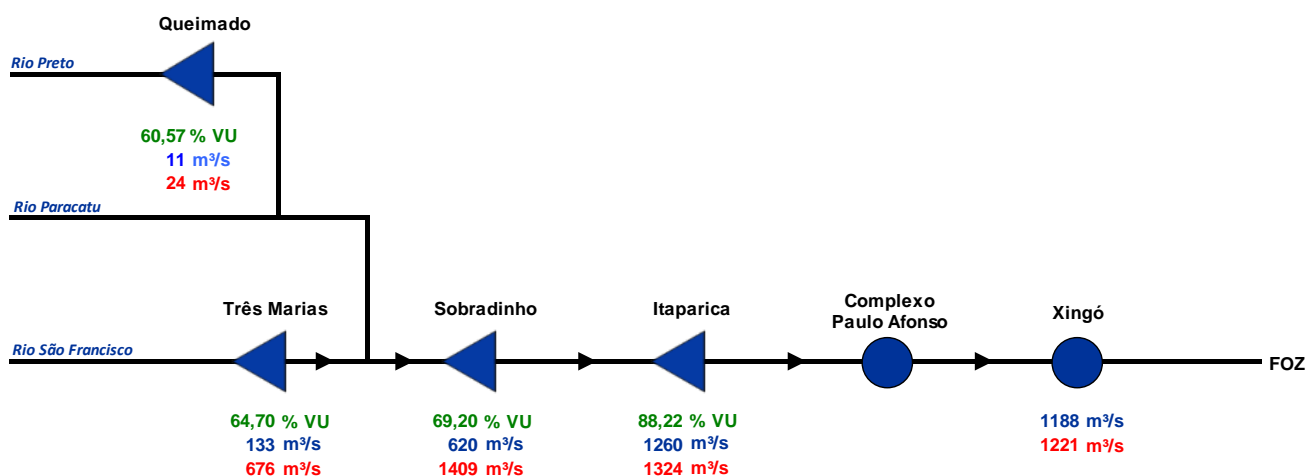 Queimado
Rio Preto
60,57 % VU
11 m³/s
24 m³/s
Rio Paracatu
Três Marias
Sobradinho
Itaparica
Complexo
Paulo Afonso
Xingó
Rio São Francisco
FOZ
64,70 % VU
133 m³/s
676 m³/s
69,20 % VU
620 m³/s
1409 m³/s
88,22 % VU
1260 m³/s
1324 m³/s
1188 m³/s
1221 m³/s